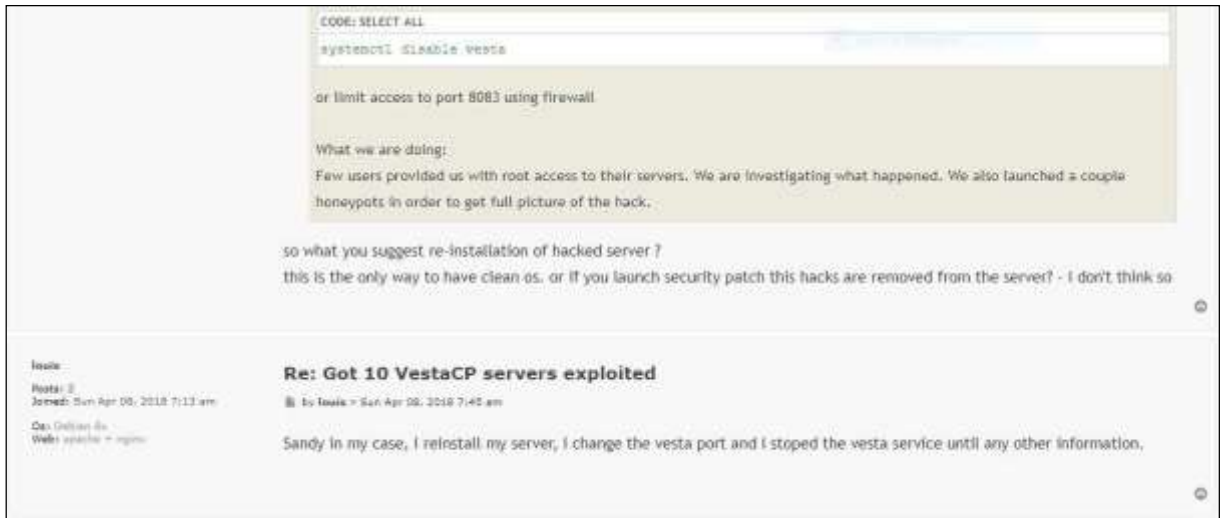 CODE: SELECT ALL
systemctl disable vesta
or limit access to port 8083 using firewall
What we are doing:
Few users provided us with root access to their servers. We are investigating what happened. We also launched a couple
honeypots in order to get full picture of the hack.
so what you suggest re-installation of hacked server ?
this is the only way to have clean os. or if you launch security patch this hacks are removed from the server? - I don't think so
louis
Posts: 2
Joined: Sun Apr 08, 2018 7:13 am
Os: Debian
Web: apache + nginx
Re: Got 10 VestaCP servers exploited
by louis » Sun Apr 08, 2018 7:45 am
Sandy in my case, I reinstall my server, I change the vesta port and I stoped the vesta service until any other information.